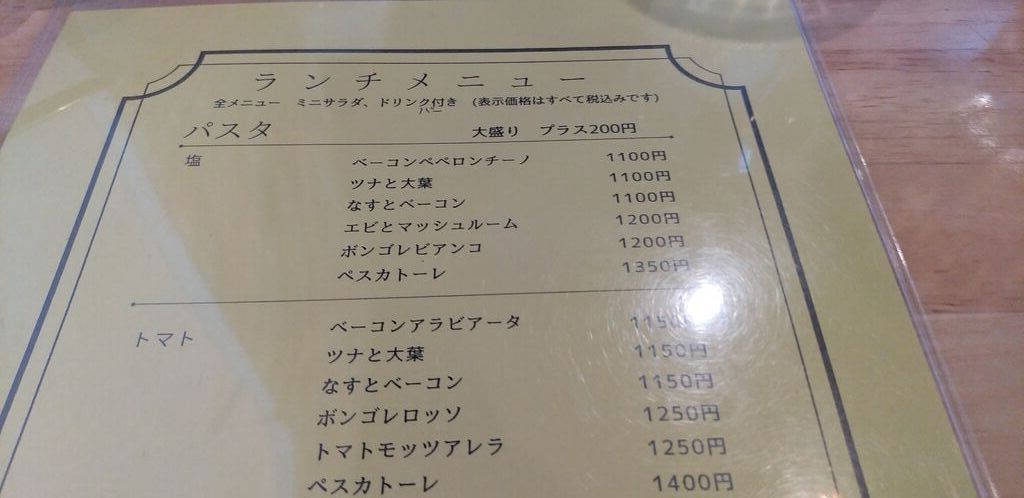 ランチメニュー
全メニュー ミニサラダ、ドリンク付き (表示価格はすべて税込みです)
バー
パスタ 大盛り プラス200円
塩 ベーコンペペロンチーノ 1100円
ツナと大葉 1100円
なすとベーコン 1100円
エビとマッシュルーム 1200円
ボンゴレビアンコ 1200円
ペスカトーレ 1350円
トマト ベーコンアラビアータ 1150円
ツナと大葉 1150円
なすとベーコン 1150円
ボンゴレロッソ 1250円
トマトモッツアレラ 1250円
ペスカトーレ 1400円